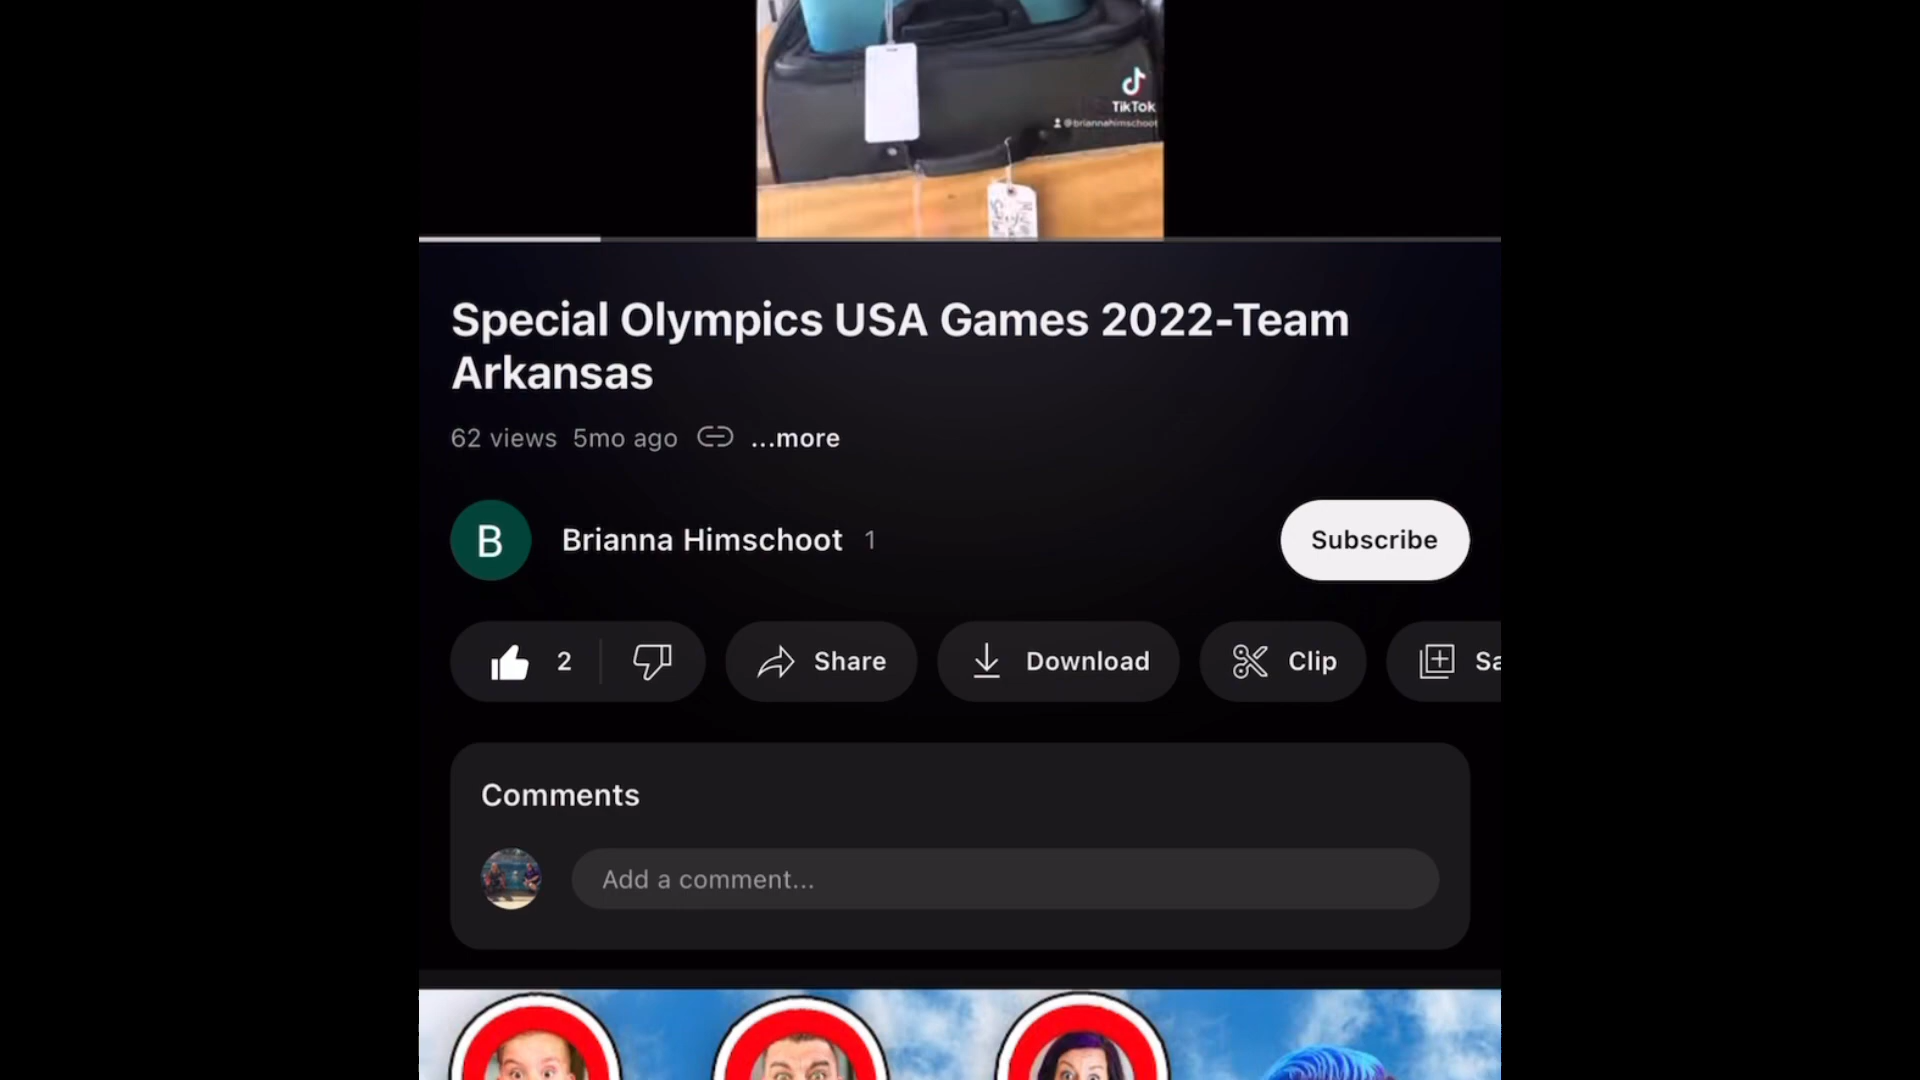 TikTok
@briannahimschoot
Special Olympics USA Games 2022-Team
Arkansas
62 views 5mo ago ...more
B Brianna Himschoot 1 Subscribe
2 Share Download Clip Sa
Comments
Add a comment...